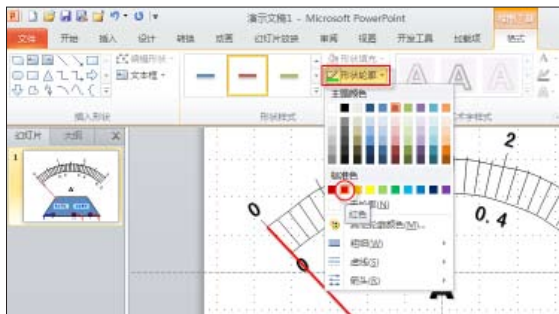 演示文稿1 - Microsoft PowerPoint
文件 开始 插入 设计 转换 动画 幻灯片放映 审阅 视图 开发工具 加载项 格式
编辑形状
文本框
形状填充
形状轮廓
插入形状
形状样式
艺术字样式
幻灯片 大纲 X
1
主题颜色
标准色
无轮廓(N)
红色
其他轮廓颜色(M)...
粗细(W)
虚线(S)
箭头(R)
0
0
2
0.4
A